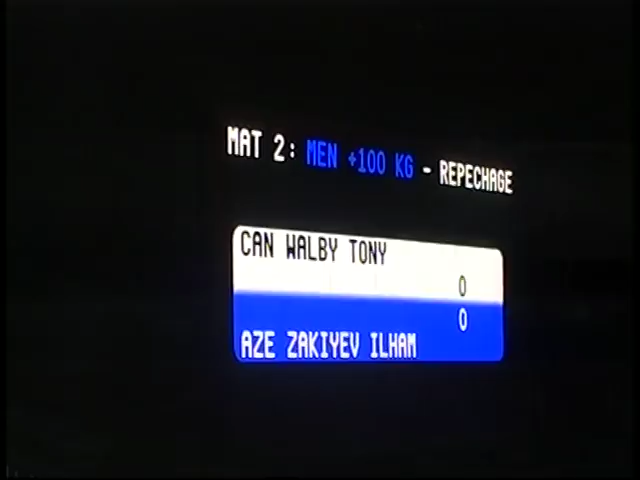 MAT 2: MEN +100 KG - REPECHAGE
CAN WALBY TONY
0
0
AZE ZAKIYEV ILHAM